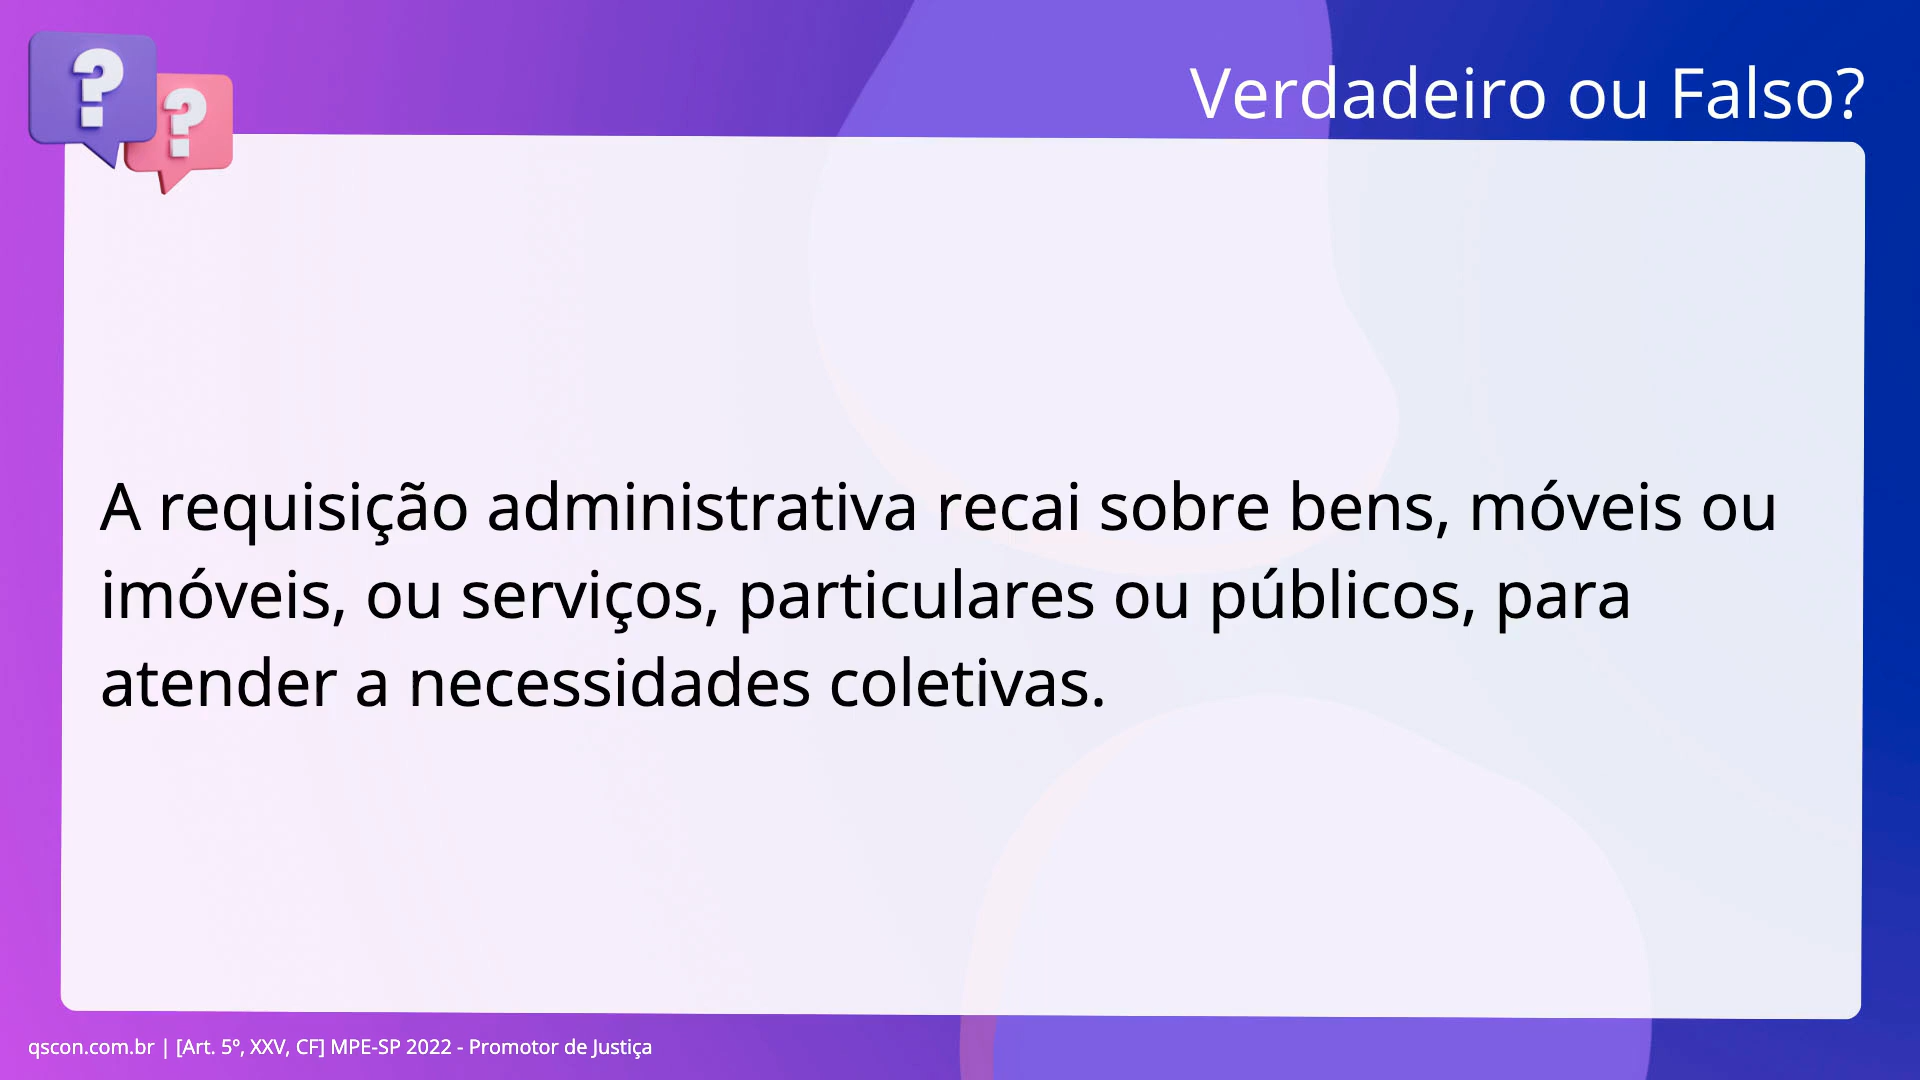 Verdadeiro ou Falso?
A requisição administrativa recai sobre bens, móveis ou
imóveis, ou serviços, particulares ou públicos, para
atender a necessidades coletivas.
qscon.com.br | [Art. 5º, XXV, CF] MPE-SP 2022 - Promotor de Justiça